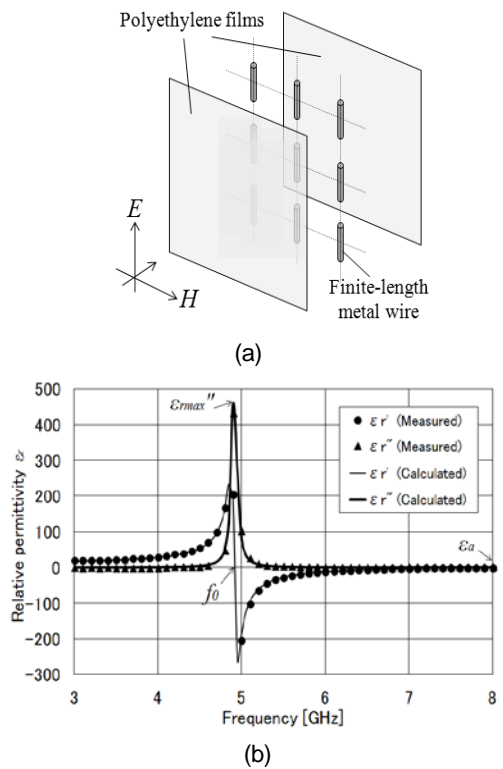 Polyethylene films
E
H
Finite-length
metal wire
(a)
500
400
300
200
100
0
-100
-200
-300
Relative permittivity εr
εrmax"
f0
εa
ε r' (Measured)
ε r" (Measured)
ε r' (Calculated)
ε r" (Calculated)
3 4 5 6 7 8
Frequency [GHz]
(b)